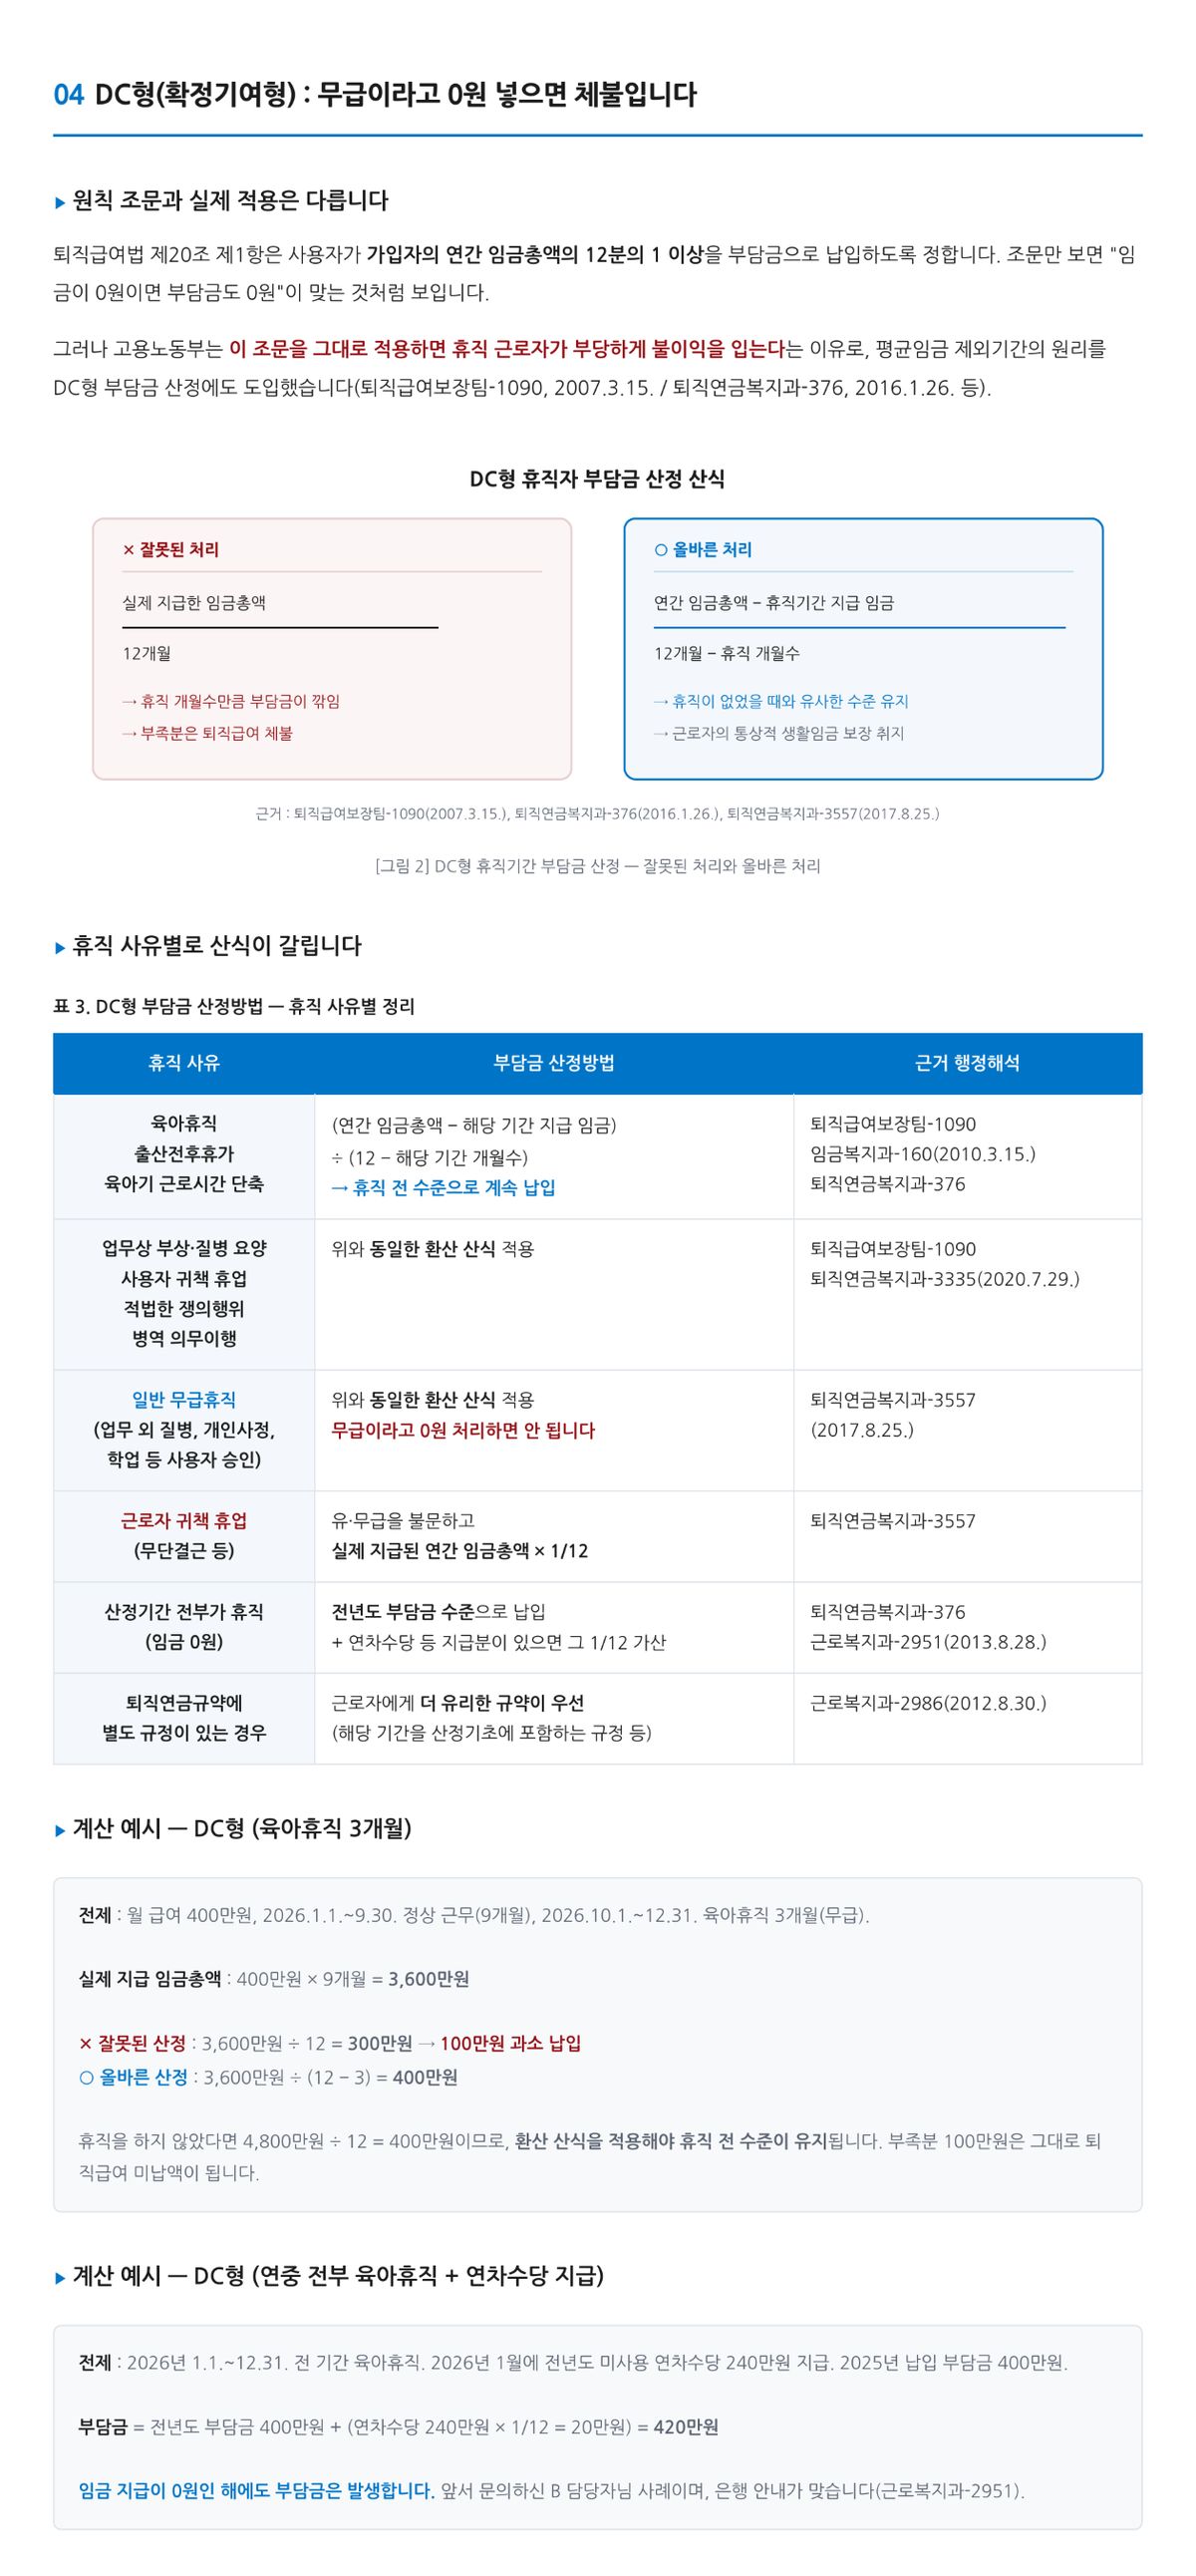 04 DC형(확정기여형) : 무급이라고 0원 넣으면 체불입니다
▶ 원칙 조문과 실제 적용은 다릅니다
퇴직급여법 제20조 제1항은 사용자가 가입자의 연간 임금총액의 12분의 1 이상을 부담금으로 납입하도록 정합니다. 조문만 보면 "임
금이 0원이면 부담금도 0원"이 맞는 것처럼 보입니다.
그러나 고용노동부는 이 조문을 그대로 적용하면 휴직 근로자가 부당하게 불이익을 입는다는 이유로, 평균임금 제외기간의 원리를
DC형 부담금 산정에도 도입했습니다(퇴직급여보장팀-1090, 2007.3.15. / 퇴직연금복지과-376, 2016.1.26. 등).
DC형 휴직자 부담금 산정 산식
× 잘못된 처리
실제 지급한 임금총액
12개월
→ 휴직 개월수만큼 부담금이 깎임
→ 부족분은 퇴직급여 체불
○ 올바른 처리
연간 임금총액 − 휴직기간 지급 임금
12개월 − 휴직 개월수
→ 휴직이 없었을 때와 유사한 수준 유지
→ 근로자의 통상적 생활임금 보장 취지
근거 : 퇴직급여보장팀-1090(2007.3.15.), 퇴직연금복지과-376(2016.1.26.), 퇴직연금복지과-3557(2017.8.25.)
[그림 2] DC형 휴직기간 부담금 산정 — 잘못된 처리와 올바른 처리
▶ 휴직 사유별로 산식이 갈립니다
표 3. DC형 부담금 산정방법 — 휴직 사유별 정리
휴직 사유
부담금 산정방법
근거 행정해석
육아휴직
출산전후휴가
육아기 근로시간 단축
(연간 임금총액 − 해당 기간 지급 임금)
÷ (12 − 해당 기간 개월수)
→ 휴직 전 수준으로 계속 납입
퇴직급여보장팀-1090
임금복지과-160(2010.3.15.)
퇴직연금복지과-376
업무상 부상·질병 요양
사용자 귀책 휴업
적법한 쟁의행위
병역 의무이행
위와 동일한 환산 산식 적용
퇴직급여보장팀-1090
퇴직연금복지과-3335(2020.7.29.)
일반 무급휴직
(업무 외 질병, 개인사정,
학업 등 사용자 승인)
위와 동일한 환산 산식 적용
무급이라고 0원 처리하면 안 됩니다
퇴직연금복지과-3557
(2017.8.25.)
근로자 귀책 휴업
(무단결근 등)
유·무급을 불문하고
실제 지급된 연간 임금총액 × 1/12
퇴직연금복지과-3557
산정기간 전부가 휴직
(임금 0원)
전년도 부담금 수준으로 납입
+ 연차수당 등 지급분이 있으면 그 1/12 가산
퇴직연금복지과-376
근로복지과-2951(2013.8.28.)
퇴직연금규약에
별도 규정이 있는 경우
근로자에게 더 유리한 규약이 우선
(해당 기간을 산정기초에 포함하는 규정 등)
근로복지과-2986(2012.8.30.)
▶ 계산 예시 — DC형 (육아휴직 3개월)
전제 : 월 급여 400만원, 2026.1.1.~9.30. 정상 근무(9개월), 2026.10.1.~12.31. 육아휴직 3개월(무급).
실제 지급 임금총액 : 400만원 × 9개월 = 3,600만원
× 잘못된 산정 : 3,600만원 ÷ 12 = 300만원 → 100만원 과소 납입
○ 올바른 산정 : 3,600만원 ÷ (12 − 3) = 400만원
휴직을 하지 않았다면 4,800만원 ÷ 12 = 400만원이므로, 환산 산식을 적용해야 휴직 전 수준이 유지됩니다. 부족분 100만원은 그대로 퇴
직급여 미납액이 됩니다.
▶ 계산 예시 — DC형 (연중 전부 육아휴직 + 연차수당 지급)
전제 : 2026년 1.1.~12.31. 전 기간 육아휴직. 2026년 1월에 전년도 미사용 연차수당 240만원 지급. 2025년 납입 부담금 400만원.
부담금 = 전년도 부담금 400만원 + (연차수당 240만원 × 1/12 = 20만원) = 420만원
임금 지급이 0원인 해에도 부담금은 발생합니다. 앞서 문의하신 B 담당자님 사례이며, 은행 안내가 맞습니다(근로복지과-2951).